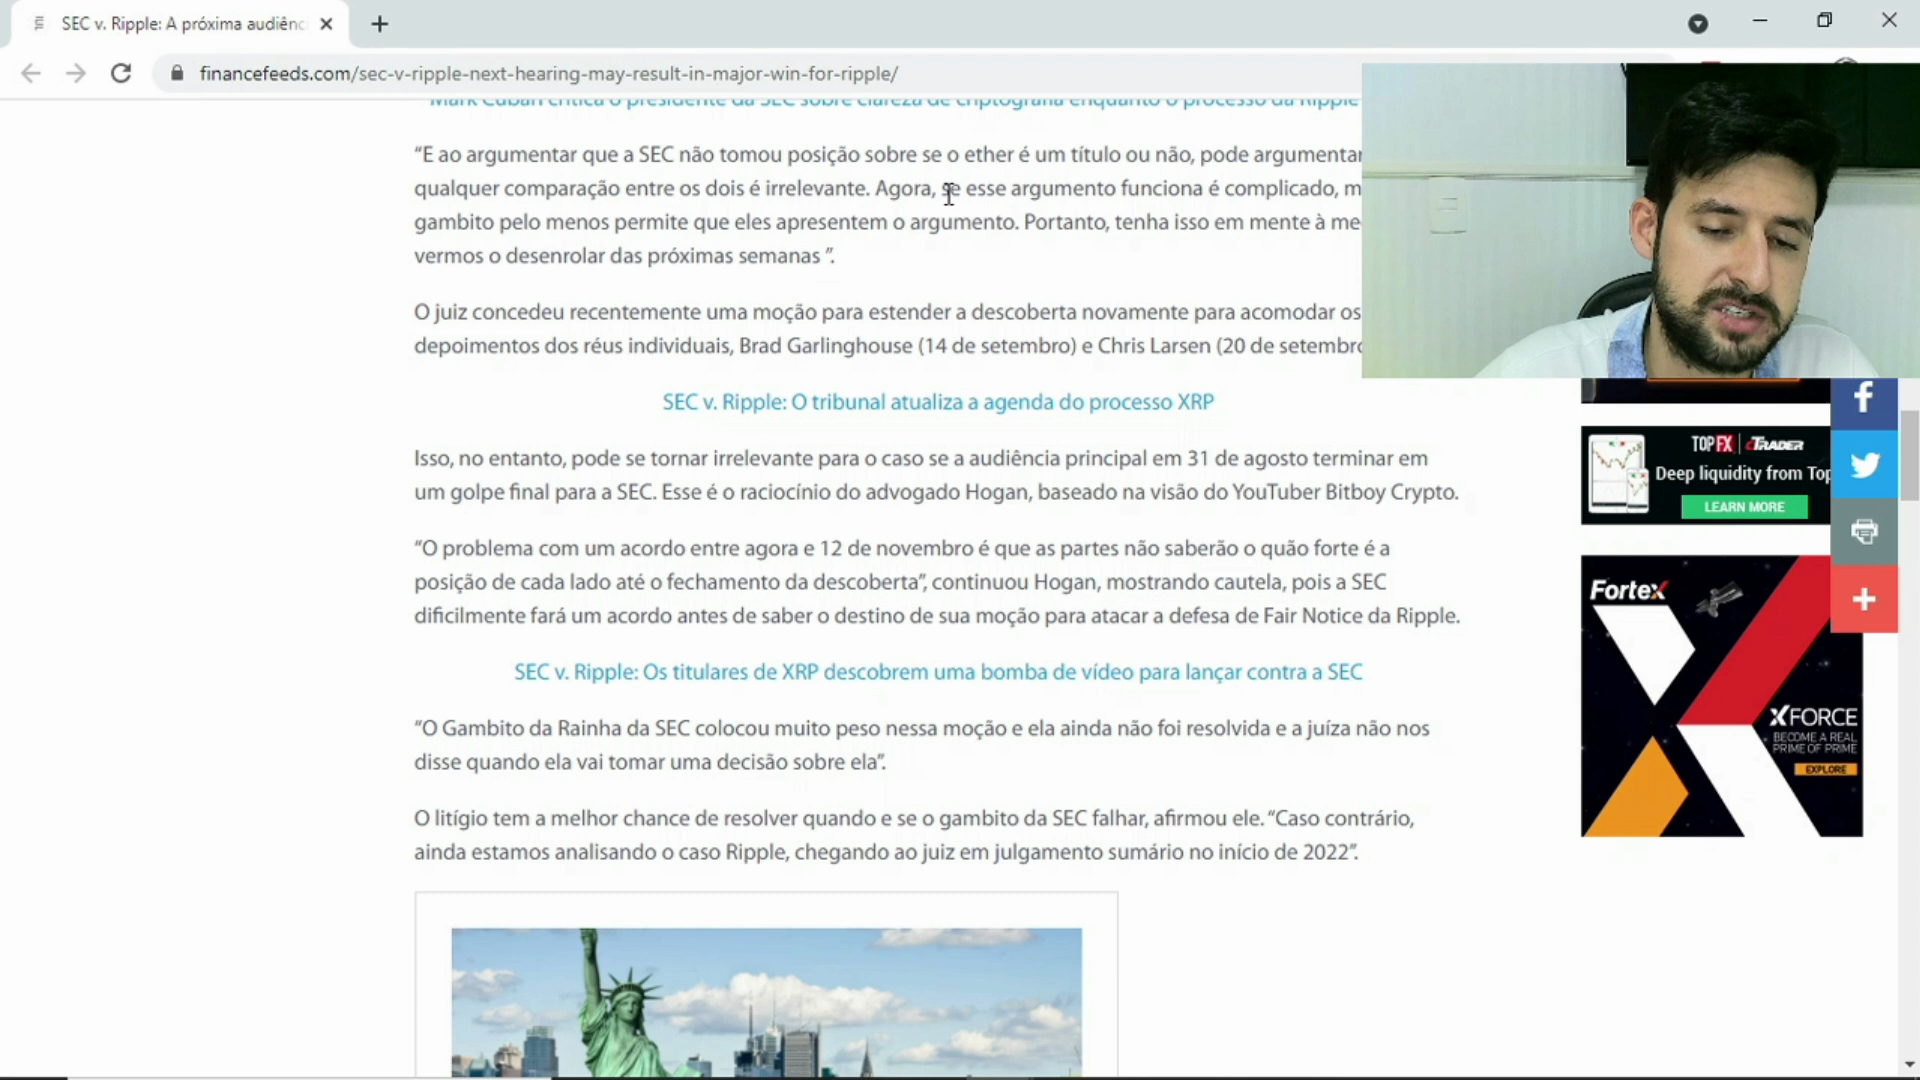 SEC v. Ripple: A próxima audiênc
financefeeds.com/sec-v-ripple-next-hearing-may-result-in-major-win-for-ripple/
Mark Cuban critica o presidente da SEC sobre clareza de criptografia enquanto o processo da Ripple
“E ao argumentar que a SEC não tomou posição sobre se o ether é um título ou não, pode argumentar
qualquer comparação entre os dois é irrelevante. Agora, se esse argumento funciona é complicado, m
gambito pelo menos permite que eles apresentem o argumento. Portanto, tenha isso em mente à me
vermos o desenrolar das próximas semanas ”.
O juiz concedeu recentemente uma moção para estender a descoberta novamente para acomodar os
depoimentos dos réus individuais, Brad Garlinghouse (14 de setembro) e Chris Larsen (20 de setembro
SEC v. Ripple: O tribunal atualiza a agenda do processo XRP
Isso, no entanto, pode se tornar irrelevante para o caso se a audiência principal em 31 de agosto terminar em
um golpe final para a SEC. Esse é o raciocínio do advogado Hogan, baseado na visão do YouTuber Bitboy Crypto.
“O problema com um acordo entre agora e 12 de novembro é que as partes não saberão o quão forte é a
posição de cada lado até o fechamento da descoberta”, continuou Hogan, mostrando cautela, pois a SEC
dificilmente fará um acordo antes de saber o destino de sua moção para atacar a defesa de Fair Notice da Ripple.
SEC v. Ripple: Os titulares de XRP descobrem uma bomba de vídeo para lançar contra a SEC
“O Gambito da Rainha da SEC colocou muito peso nessa moção e ela ainda não foi resolvida e a juíza não nos
disse quando ela vai tomar uma decisão sobre ela”.
O litígio tem a melhor chance de resolver quando e se o gambito da SEC falhar, afirmou ele. “Caso contrário,
ainda estamos analisando o caso Ripple, chegando ao juiz em julgamento sumário no início de 2022”.
TOPFX cTRADER
Deep liquidity from Top
LEARN MORE
Fortex
XFORCE
BECOME A REAL
PRIME OF PRIME
EXPLORE